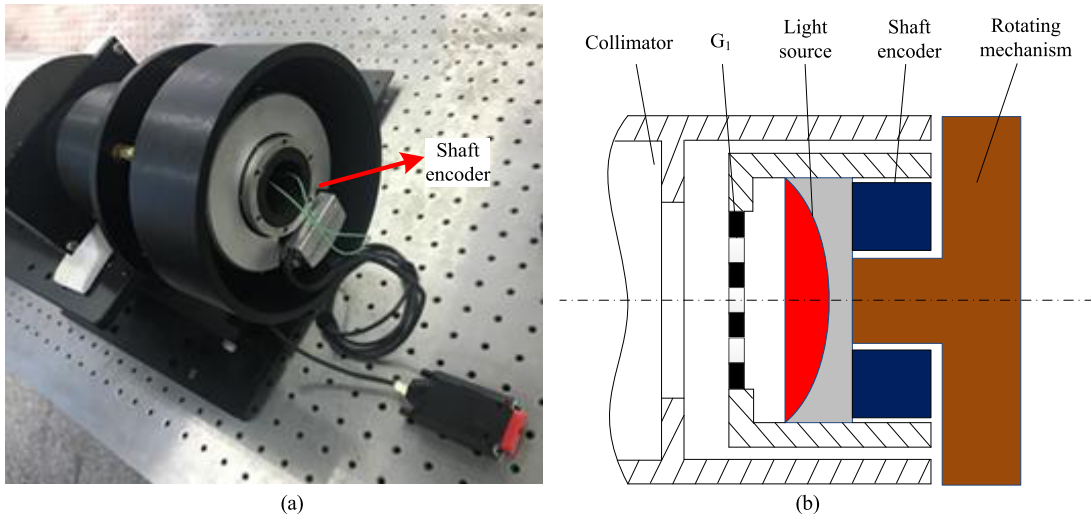 Shaft
encoder
(a)
Collimator
G₁
Light
source
Shaft
encoder
Rotating
mechanism
(b)